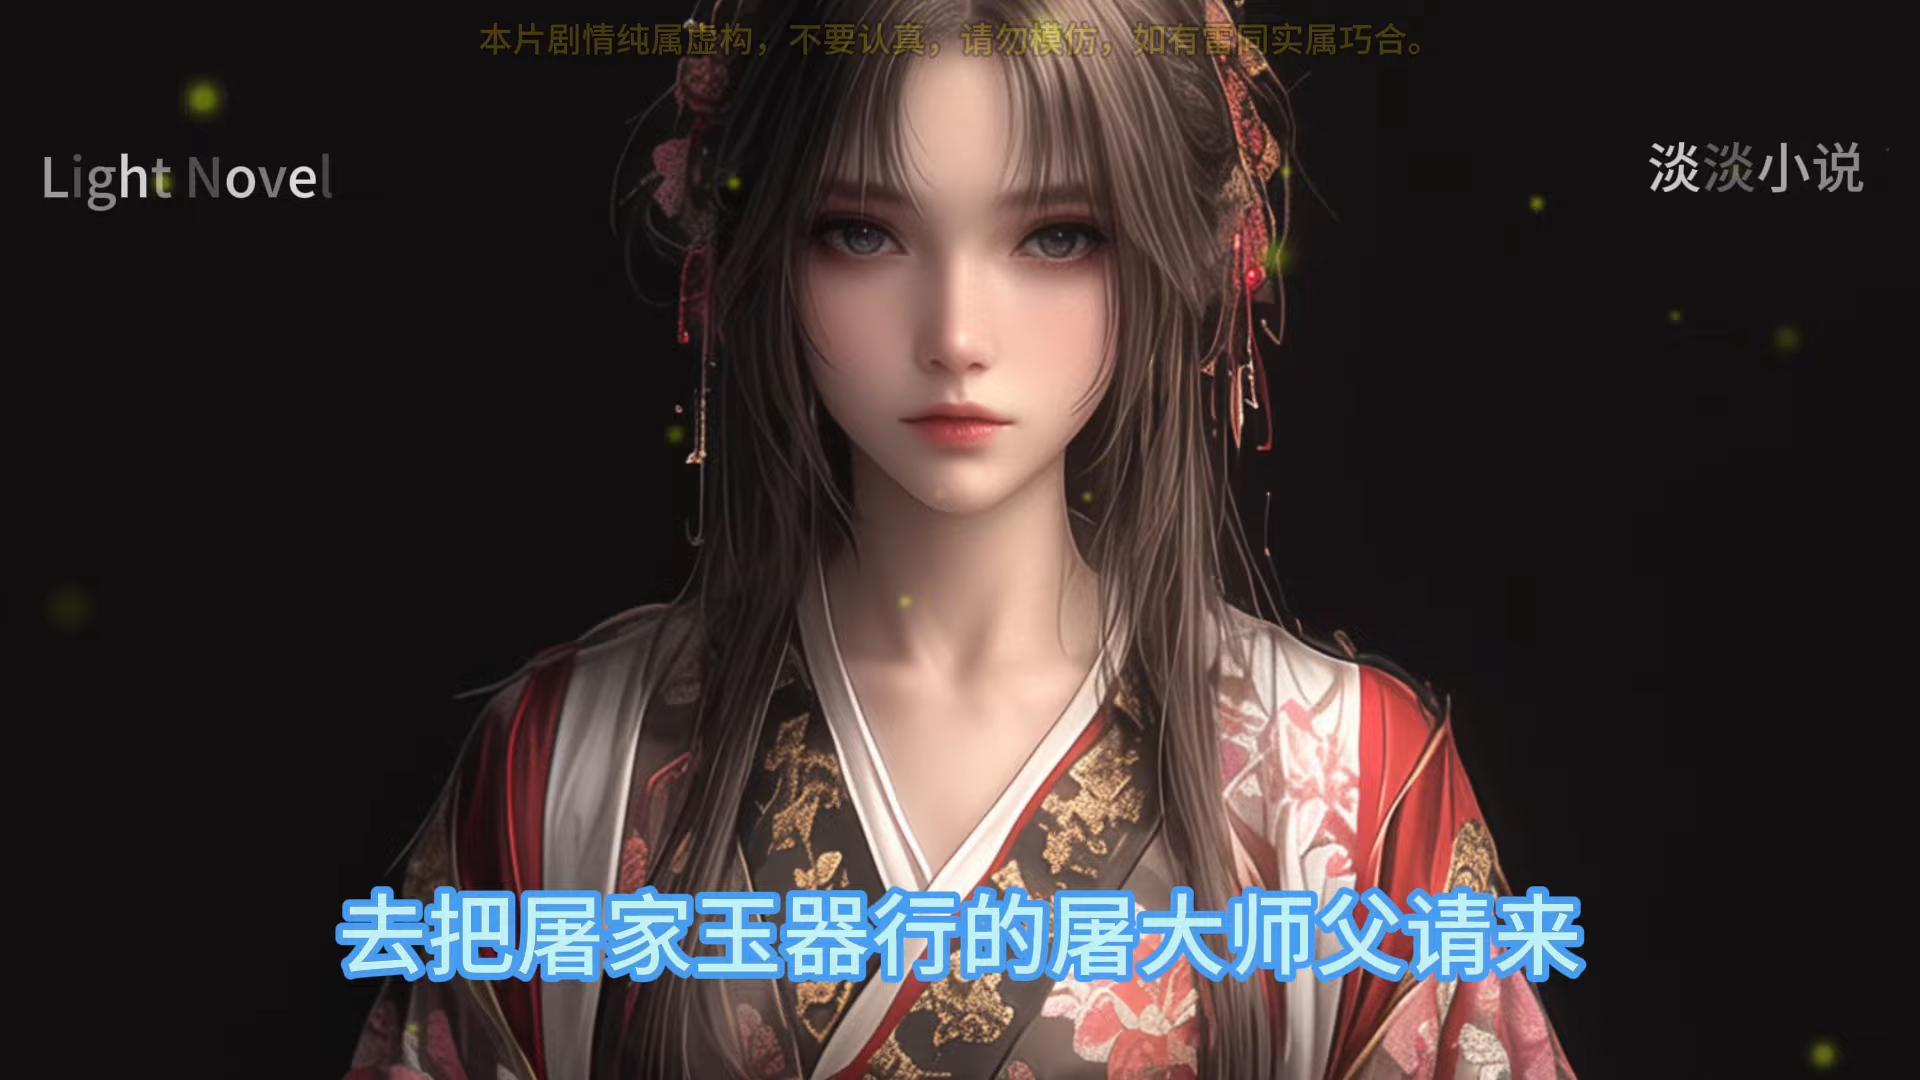 本片剧情纯属虚构，不要认真，请勿模仿，如有雷同实属巧合。
Light Novel
淡淡小说
去把屠家玉器行的屠大师父请来